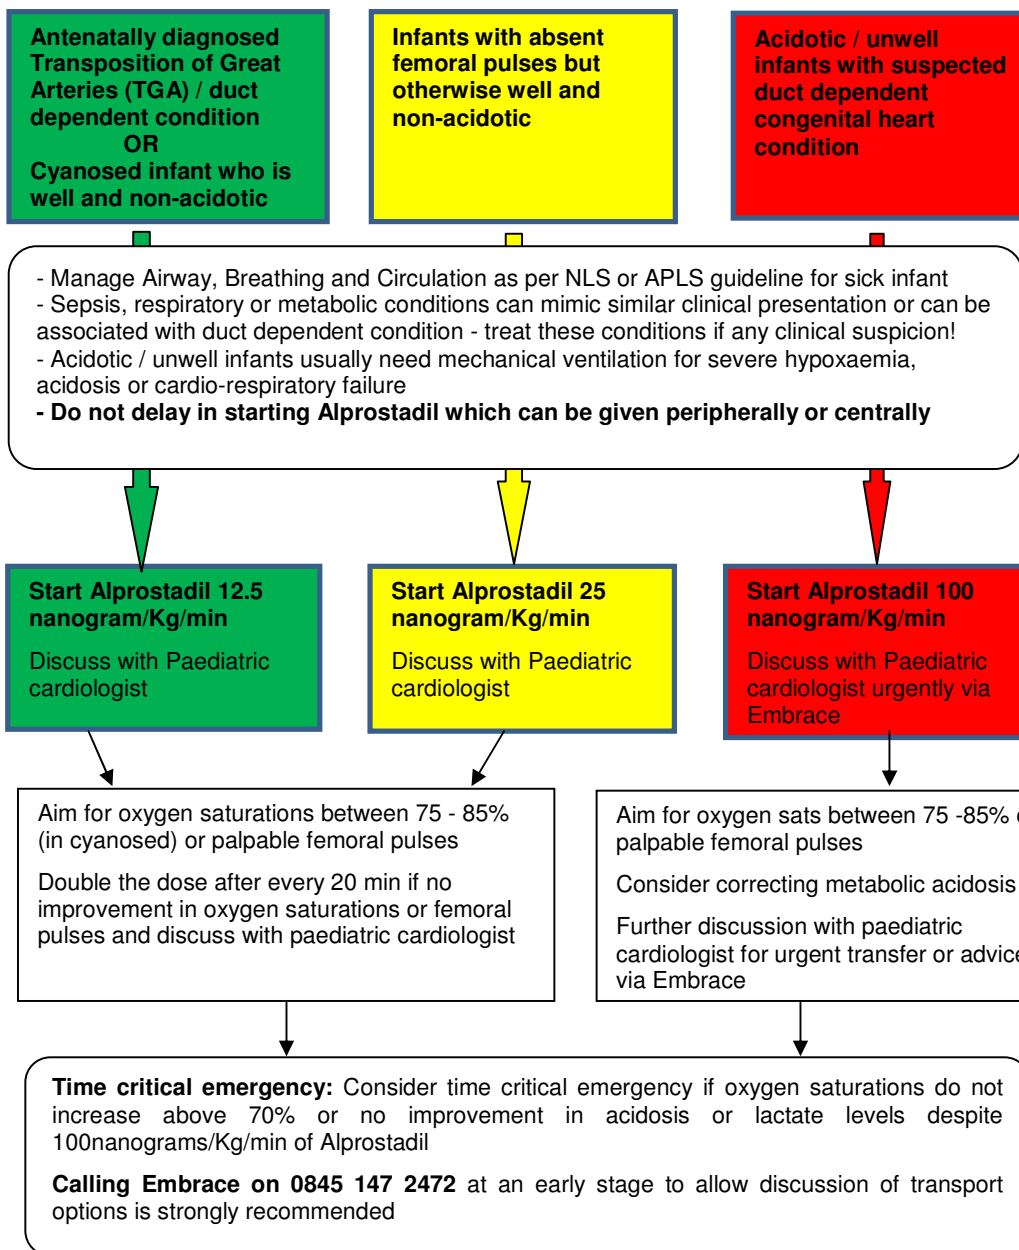 Antenatally diagnosed
Transposition of Great
Arteries (TGA) / duct
dependent condition
OR
Cyanosed infant who is
well and non-acidotic
Infants with absent
femoral pulses but
otherwise well and
non-acidotic
Acidotic / unwell
infants with suspected
duct dependent
congenital heart
condition
- Manage Airway, Breathing and Circulation as per NLS or APLS guideline for sick infant
- Sepsis, respiratory or metabolic conditions can mimic similar clinical presentation or can be
associated with duct dependent condition - treat these conditions if any clinical suspicion!
- Acidotic / unwell infants usually need mechanical ventilation for severe hypoxaemia,
acidosis or cardio-respiratory failure
- Do not delay in starting Alprostadil which can be given peripherally or centrally
Start Alprostadil 12.5
nanogram/Kg/min
Discuss with Paediatric
cardiologist
Start Alprostadil 25
nanogram/Kg/min
Discuss with Paediatric
cardiologist
Start Alprostadil 100
nanogram/Kg/min
Discuss with Paediatric
cardiologist urgently via
Embrace
Aim for oxygen saturations between 75 - 85%
(in cyanosed) or palpable femoral pulses
Double the dose after every 20 min if no
improvement in oxygen saturations or femoral
pulses and discuss with paediatric cardiologist
Aim for oxygen sats between 75 -85%
palpable femoral pulses
Consider correcting metabolic acidosis
Further discussion with paediatric
cardiologist for urgent transfer or advice
via Embrace
Time critical emergency: Consider time critical emergency if oxygen saturations do not
increase above 70% or no improvement in acidosis or lactate levels despite
100nanograms/Kg/min of Alprostadil
Calling Embrace on 0845 147 2472 at an early stage to allow discussion of transport
options is strongly recommended